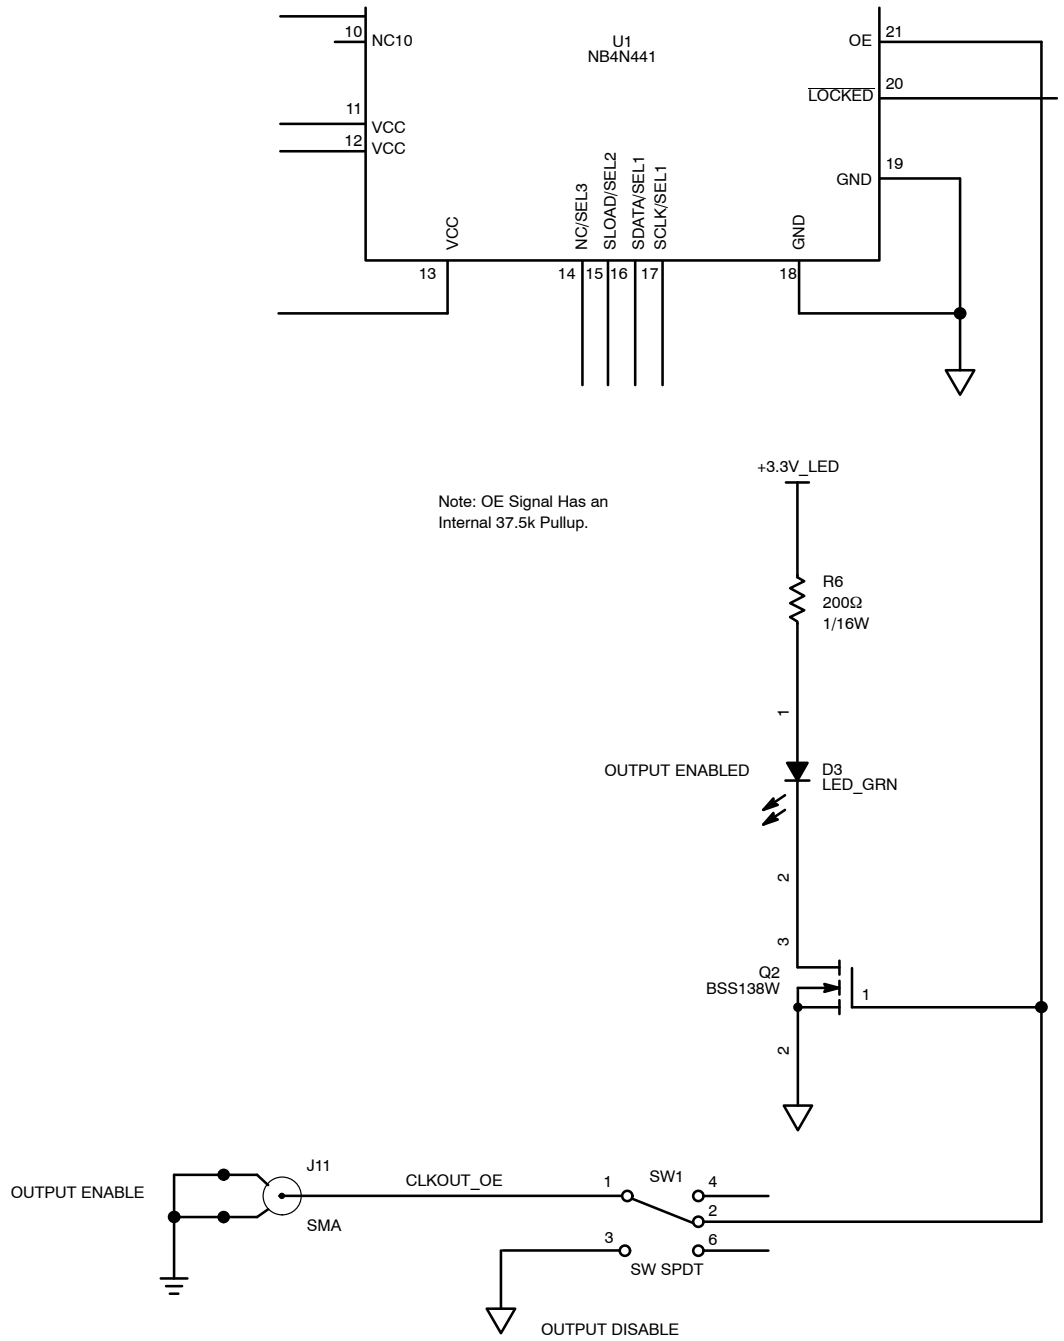 10
NC10
U1
NB4N441
OE
21
LOCKED
20
11
VCC
12
VCC
GND
19
VCC
NC/SEL3
SLOAD/SEL2
SDATA/SEL1
SCLK/SEL1
GND
13
14
15
16
17
18
+3.3V_LED
Note: OE Signal Has an
Internal 37.5k Pullup.
R6
200Ω
1/16W
1
OUTPUT ENABLED
D3
LED_GRN
2
3
Q2
BSS138W
1
2
OUTPUT ENABLE
J11
SMA
CLKOUT_OE
1
SW1
4
2
3
6
SW SPDT
OUTPUT DISABLE